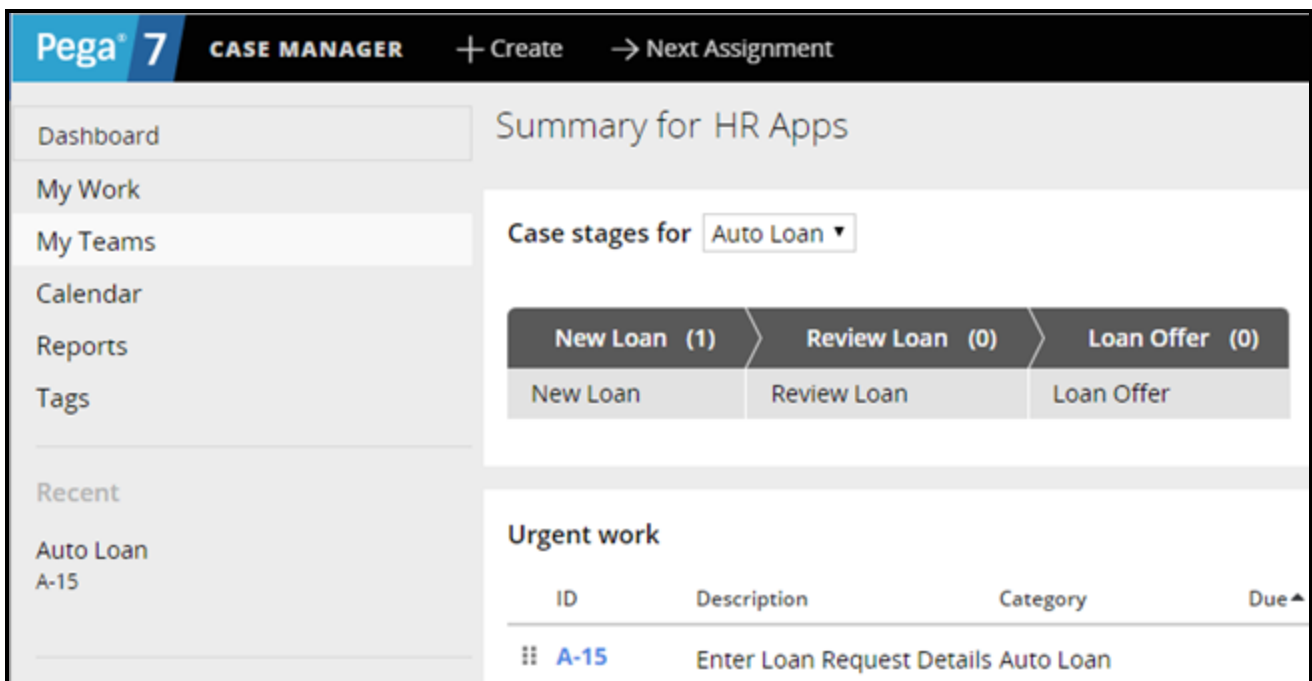 Pega® 7 CASE MANAGER + Create → Next Assignment
Dashboard
My Work
My Teams
Calendar
Reports
Tags
Recent
Auto Loan
A-15
Summary for HR Apps
Case stages for Auto Loan ▼
New Loan (1) Review Loan (0) Loan Offer (0)
New Loan Review Loan Loan Offer
Urgent work
ID Description Category Due▲
A-15 Enter Loan Request Details Auto Loan